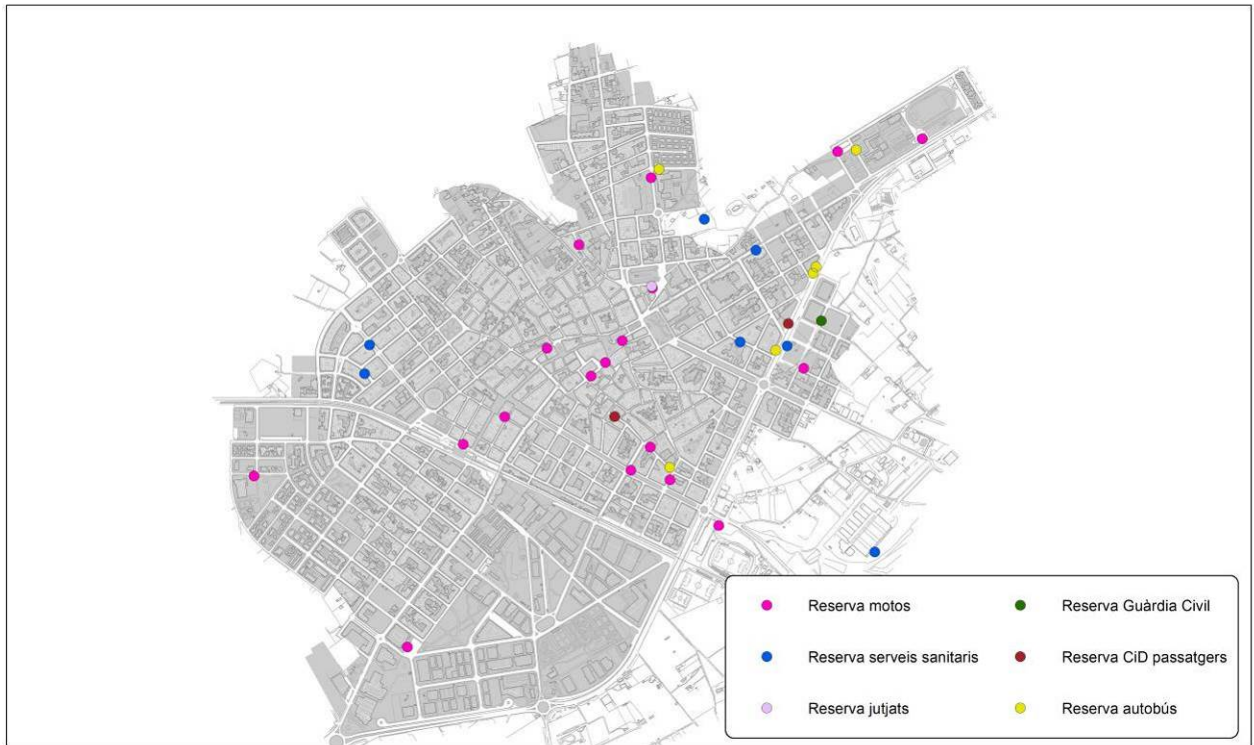 Reserva motos
Reserva Guàrdia Civil
Reserva serveis sanitaris
Reserva CiD passatgers
Reserva jutjats
Reserva autobús